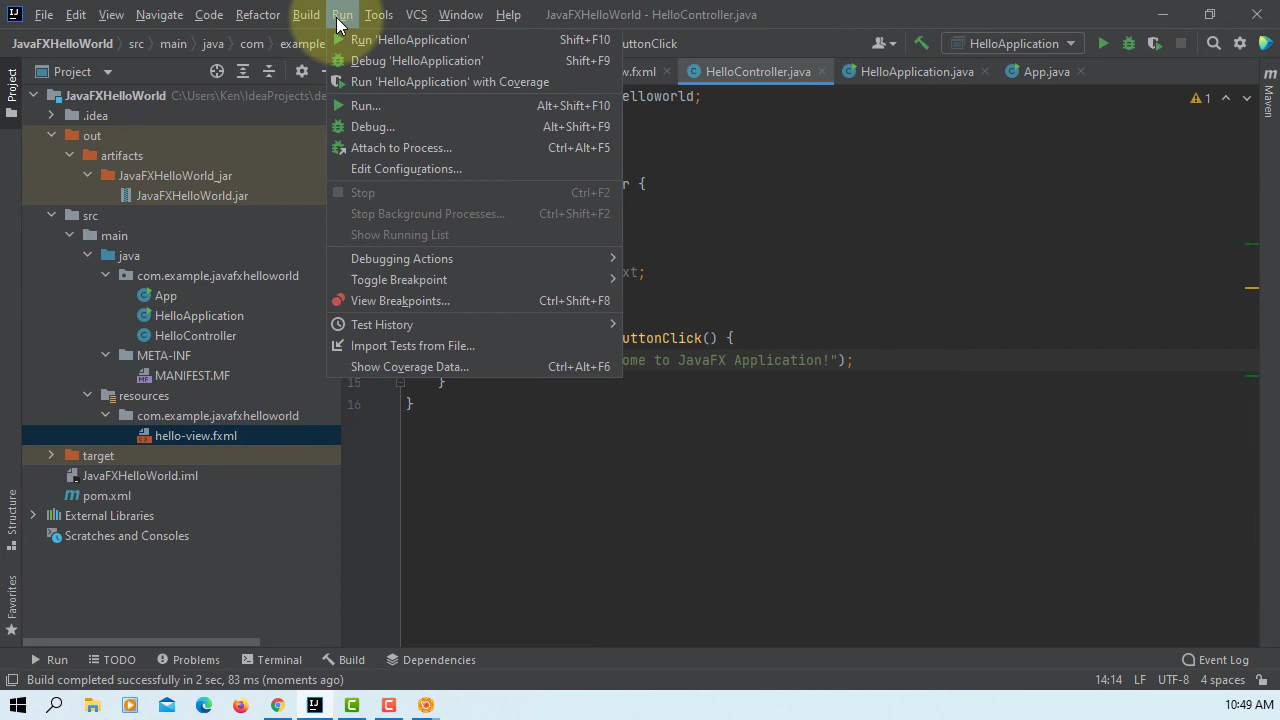 File Edit View Navigate Code Refactor Build Run Tools VCS Window Help JavaFXHelloWorld - HelloController.java
JavaFXHelloWorld src main java com example uttonClick HelloApplication
Project
Project
w.fxml HelloController.java HelloApplication.java App.java
Maven
Run 'HelloApplication' Shift+F10
Debug 'HelloApplication' Shift+F9
Run 'HelloApplication' with Coverage
Run... Alt+Shift+F10
Debug... Alt+Shift+F9
Attach to Process... Ctrl+Alt+F5
Edit Configurations...
Stop Ctrl+F2
Stop Background Processes... Ctrl+Shift+F2
Show Running List
Debugging Actions
Toggle Breakpoint
View Breakpoints... Ctrl+Shift+F8
Test History
Import Tests from File...
Show Coverage Data... Ctrl+Alt+F6
JavaFXHelloWorld C:\Users\Ken\IdeaProjects\de
.idea
out
artifacts
JavaFXHelloWorld_jar
JavaFXHelloWorld.jar
src
main
java
com.example.javafxhelloworld
App
HelloApplication
HelloController
META-INF
MANIFEST.MF
resources
com.example.javafxhelloworld
hello-view.fxml
target
JavaFXHelloWorld.iml
pom.xml
External Libraries
Scratches and Consoles
Structure
Favorites
elloworld;
1
r {
xt;
uttonClick() {
ome to JavaFX Application!");
15 }
16 }
Run TODO Problems Terminal Build Dependencies Event Log
Build completed successfully in 2 sec, 83 ms (moments ago) 14:14 LF UTF-8 4 spaces
10:49 AM